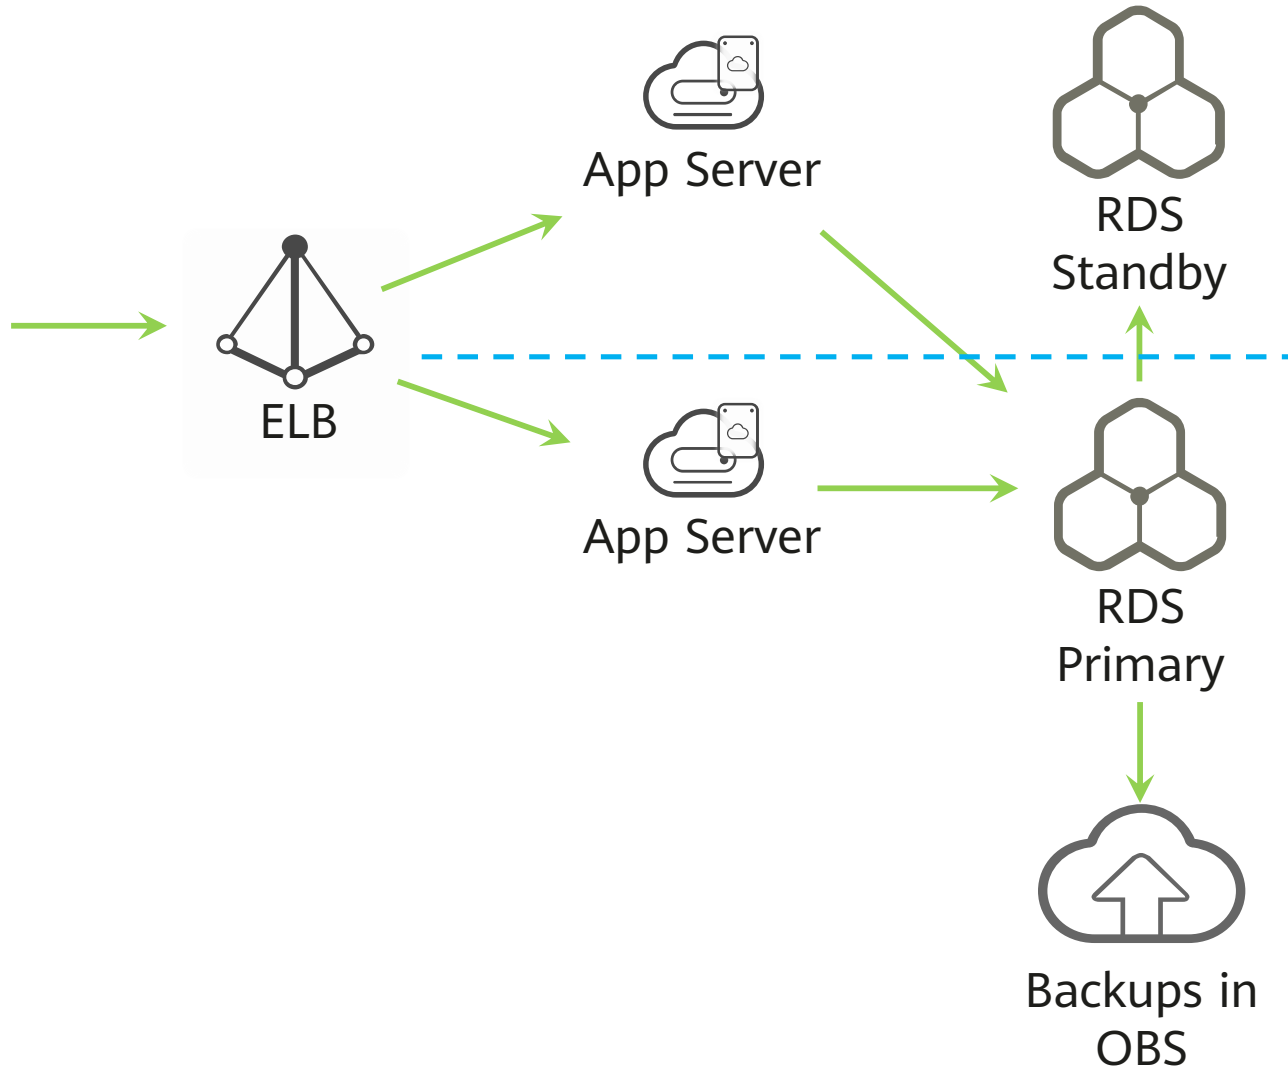 App Server
RDS
Standby
ELB
App Server
RDS
Primary
Backups in
OBS